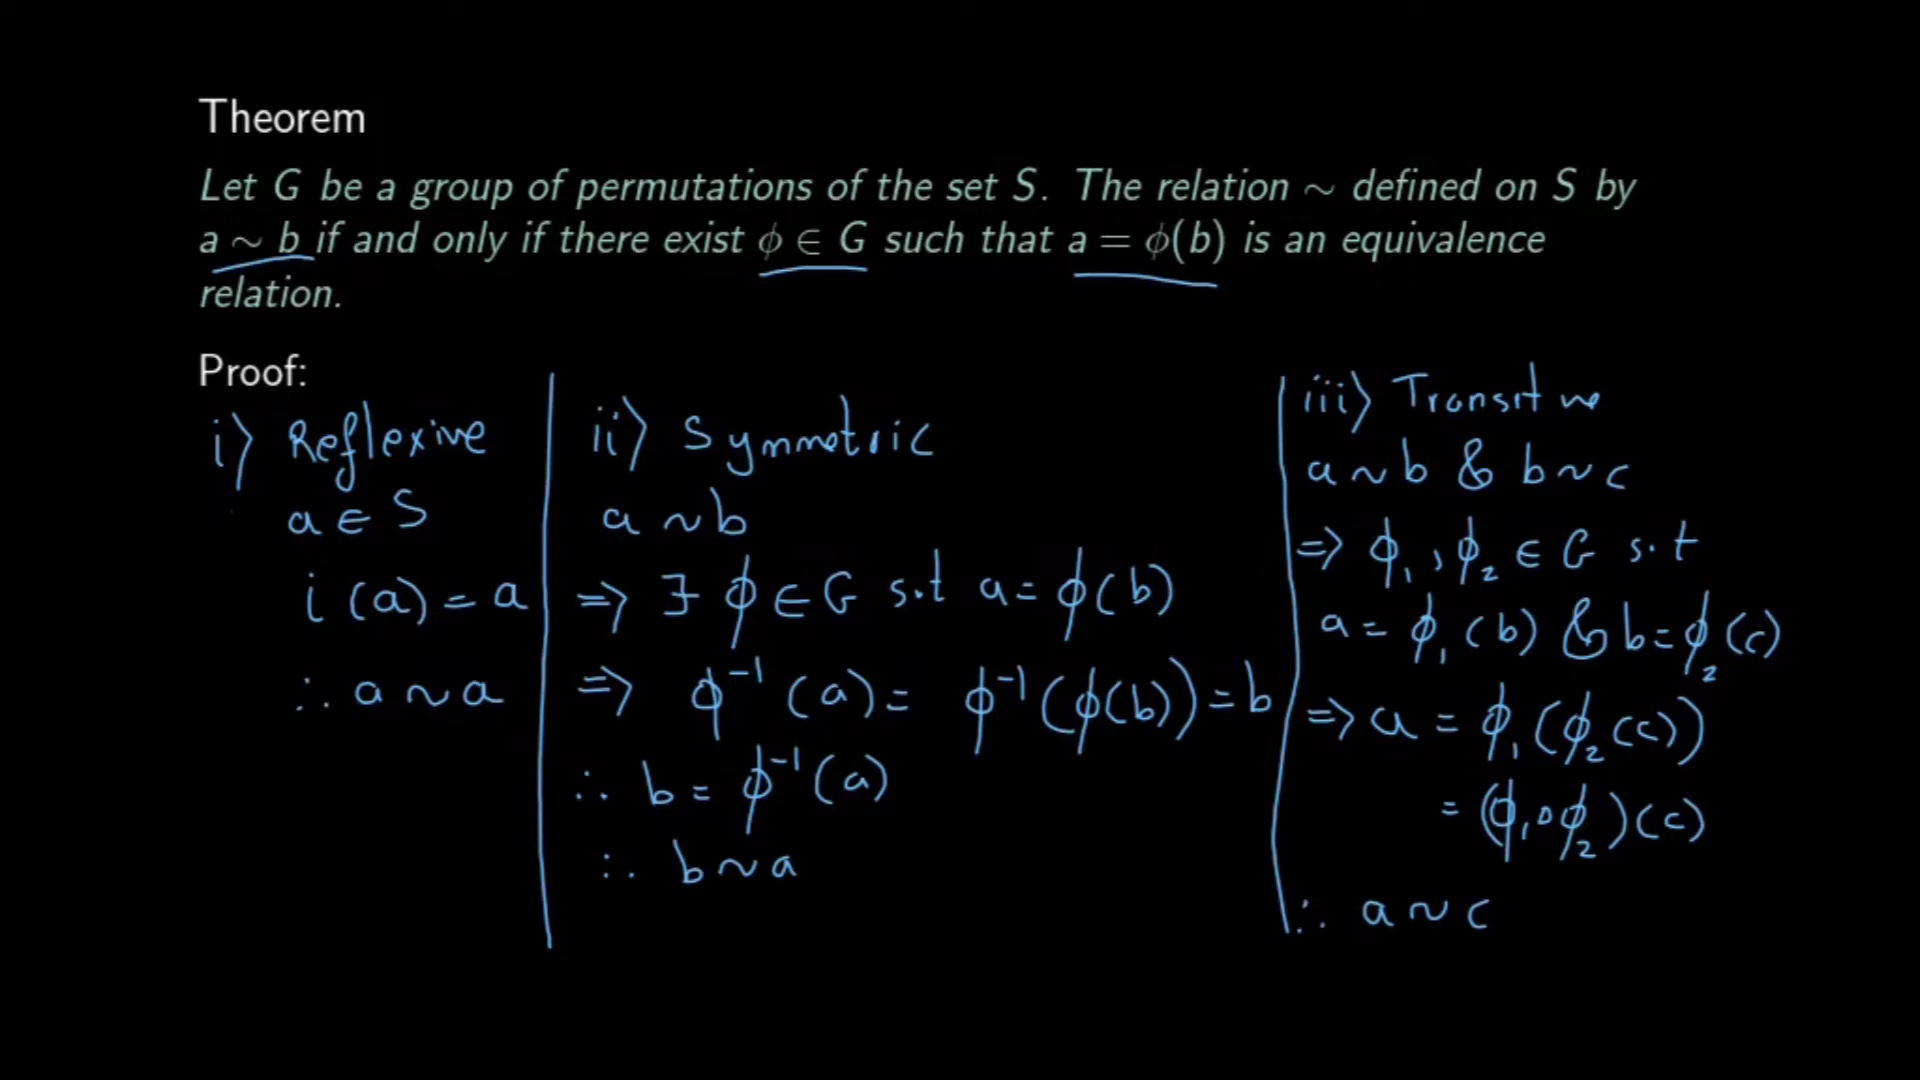 Theorem
Let G be a group of permutations of the set S. The relation ∼ defined on S by
a ∼ b if and only if there exist ϕ ∈ G such that a = ϕ(b) is an equivalence
relation.
Proof:
i) Reflexive
a ∈ S
i (a) = a
∴ a ~ a
ii) Symmetric
a ~ b
=> ∃ ϕ ∈ G s.t a = ϕ(b)
=> ϕ⁻¹ (a) = ϕ⁻¹(ϕ(b)) = b
∴ b = ϕ⁻¹(a)
∴ b ~ a
iii) Transitive
a ~ b & b ~ c
=> ϕ₁, ϕ₂ ∈ G s.t
a = ϕ₁(b) & b = ϕ₂(c)
=> a = ϕ₁(ϕ₂(c))
= (ϕ₁∘ϕ₂)(c)
∴ a ~ c